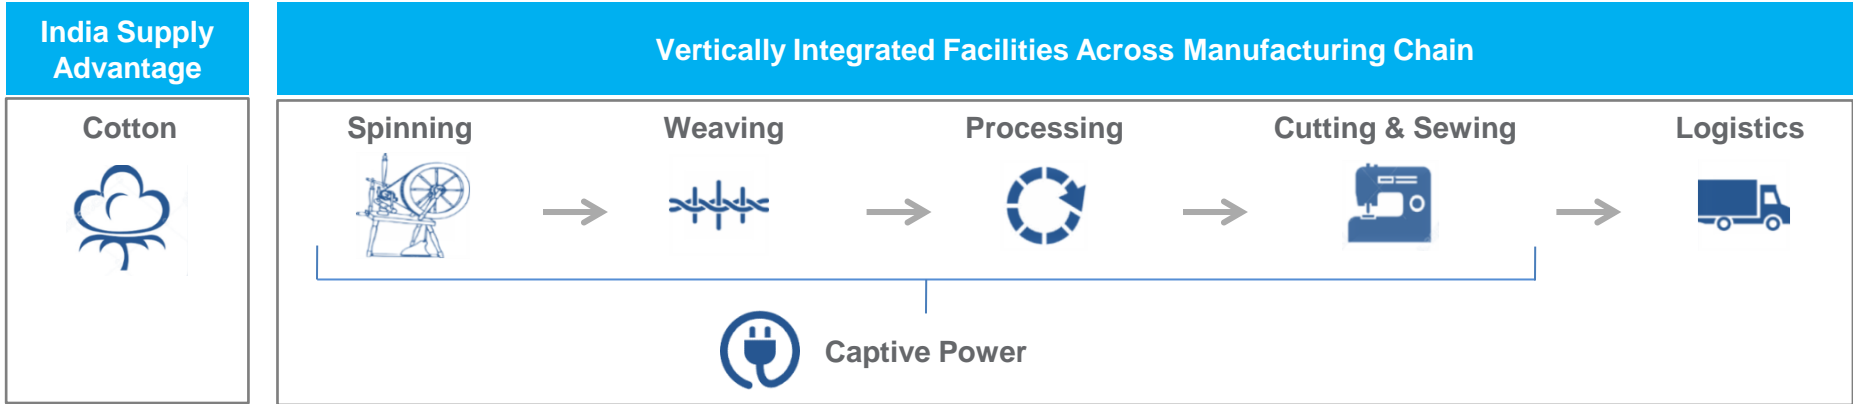 India Supply
Advantage
Vertically Integrated Facilities Across Manufacturing Chain
Cotton
Spinning
Weaving
Processing
Cutting & Sewing
Logistics
Captive Power